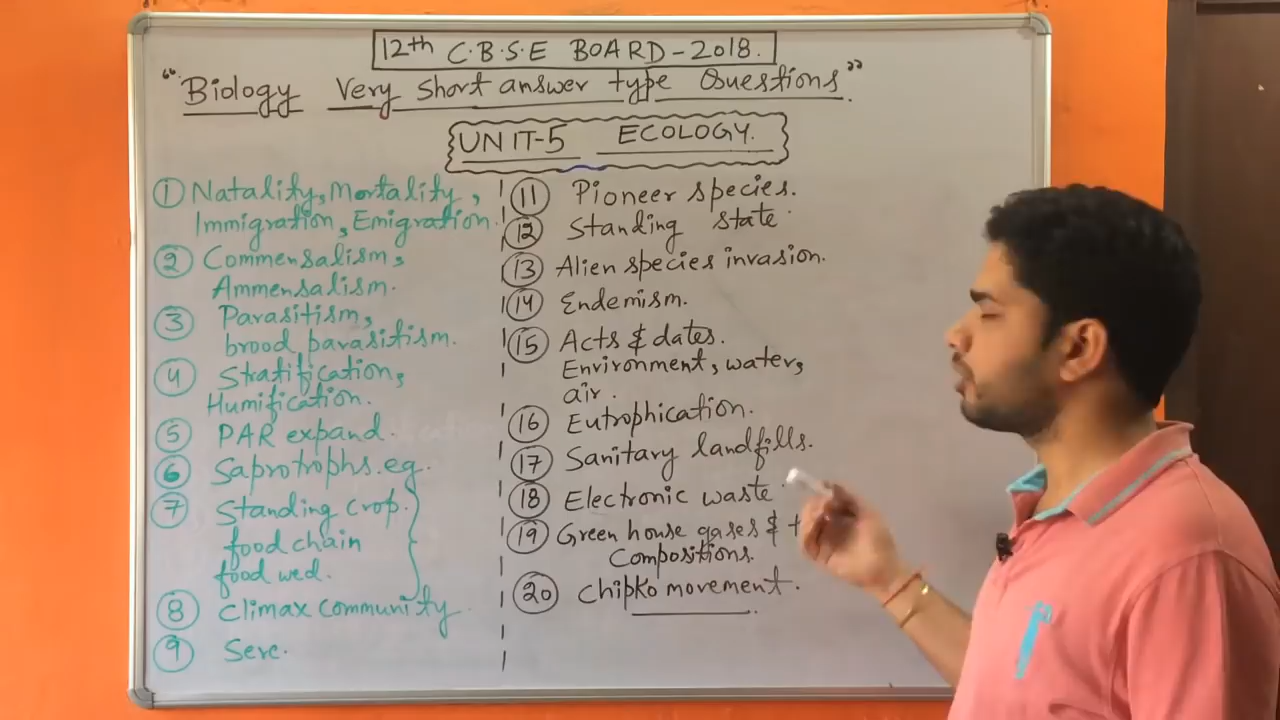 12th C.B.S.E BOARD-2018.
"Biology Very Short answer type Questions".
UNIT-5 ECOLOGY.
① Natality, Mortality,
Immigration, Emigration.
② Commensalism,
Ammensalism.
③ Parasitism,
brood parasitism.
④ Stratification,
Humification.
⑤ PAR expand.
⑥ Saprotrophs. eg.
⑦ Standing crop.
food chain
food wed.
⑧ Climax community
⑨ Sere.
⑪ Pioneer species.
⑫ Standing state.
⑬ Alien species invasion.
⑭ Endemism.
⑮ Acts & dates.
Environment, water,
air.
⑯ Eutrophication.
⑰ Sanitary landfills.
⑱ Electronic waste.
⑲ Green house gases &
Compositions.
⑳ Chipko movement.